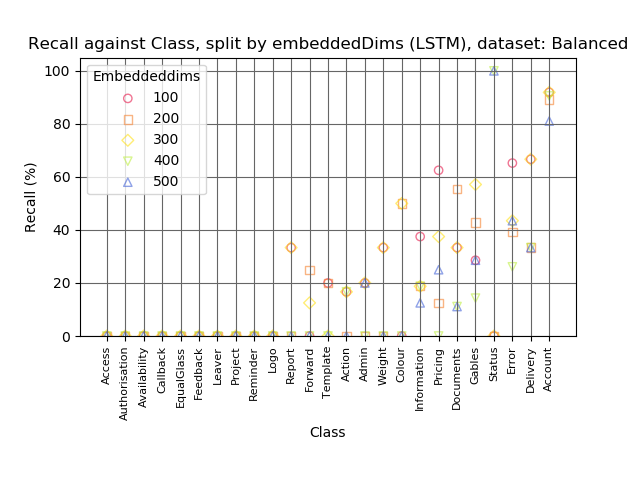 Recall against Class, split by embeddedDims (LSTM), dataset: Balanced
Embeddeddims
100
200
300
400
500
Recall (%)
100
80
60
40
20
0
Access
Authorisation
Availability
Callback
EqualGlass
Feedback
Leaver
Project
Reminder
Logo
Report
Forward
Template
Action
Admin
Weight
Colour
Information
Pricing
Documents
Gables
Status
Error
Delivery
Account
Class